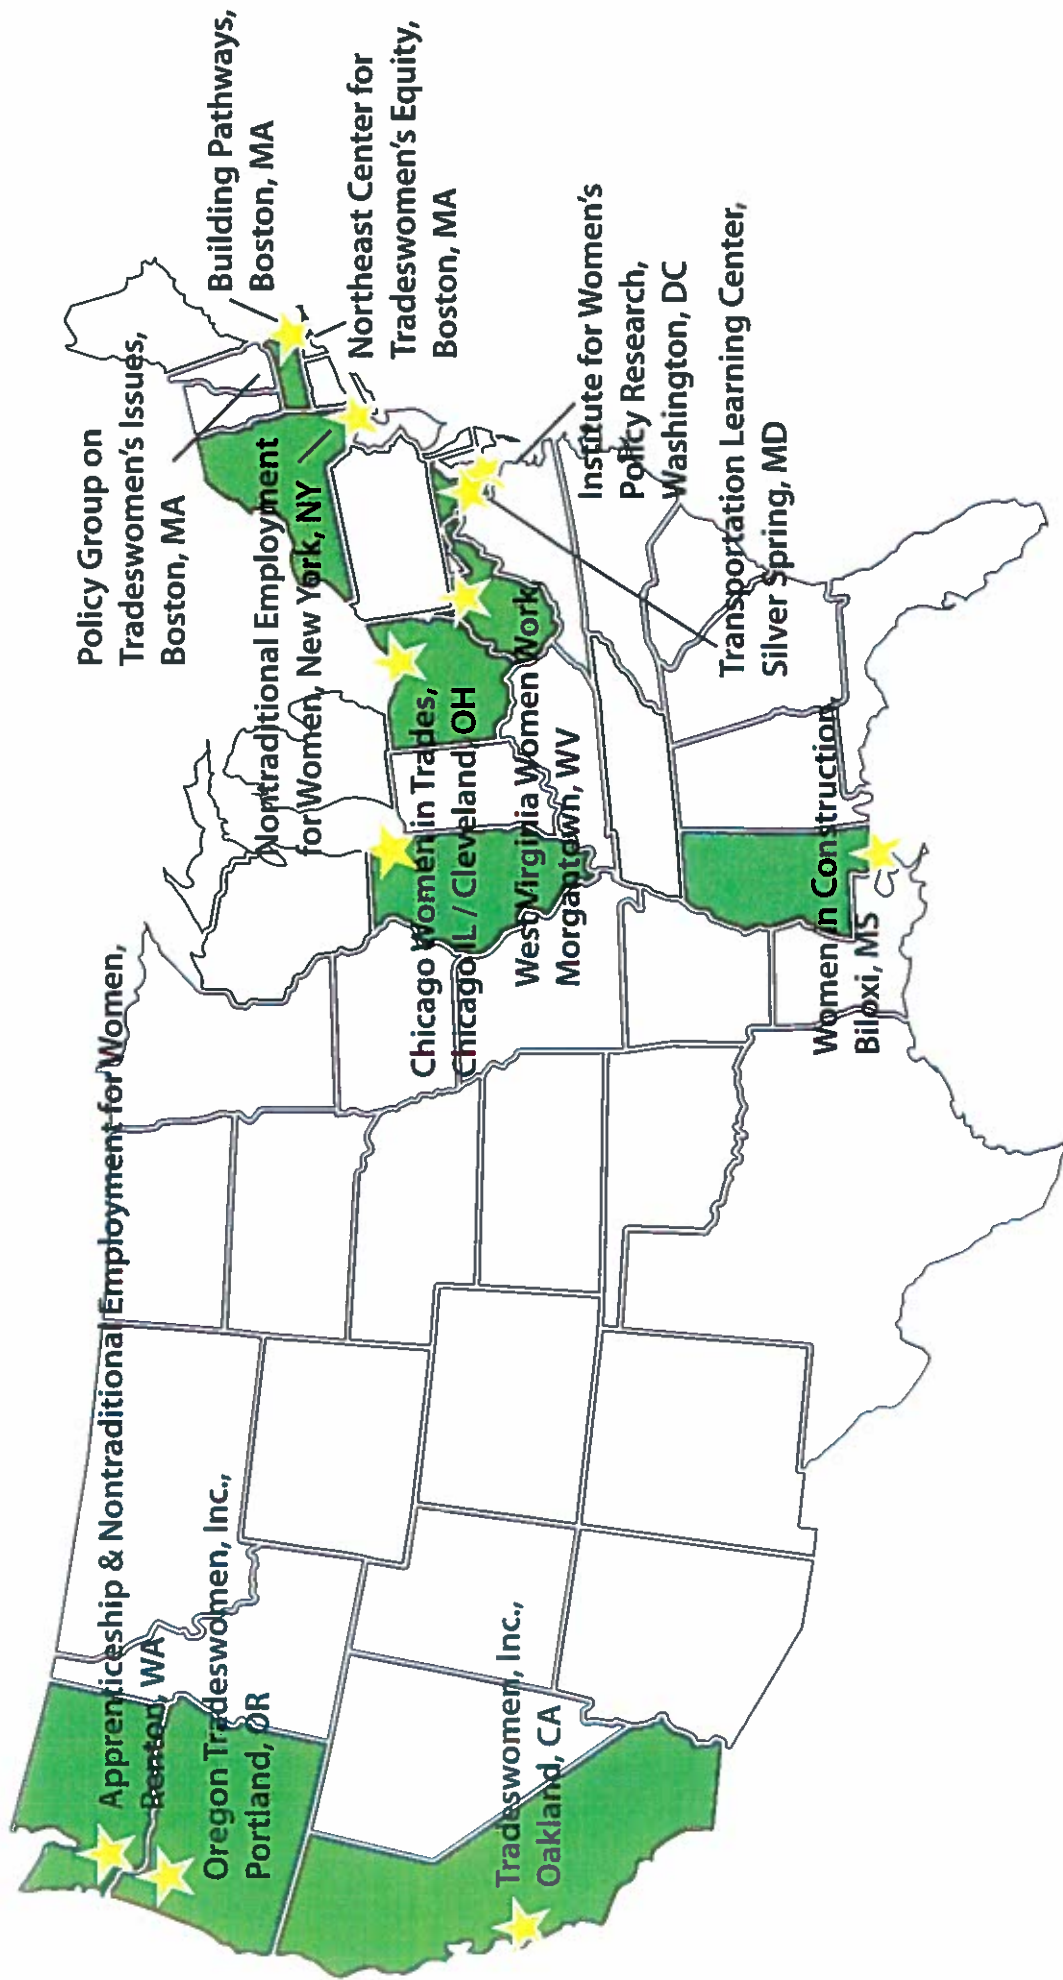 Apprenticeship & Nontraditional Employment for Women,
Renton, WA
Oregon Tradeswomen, Inc.,
Portland, OR
Tradeswomen, Inc.,
Oakland, CA
Policy Group on
Tradeswomen's Issues,
Boston, MA
Building Pathways,
Boston, MA
Northeast Center for
Tradeswomen's Equity,
Boston, MA
Nontraditional Employment
for Women, New York, NY
Chicago Women in Trades,
Chicago IL / Cleveland, OH
West Virginia Women Work,
Morgantown, WV
Institute for Women's
Policy Research,
Washington, DC
Transportation Learning Center,
Silver Spring, MD
Women in Construction,
Biloxi, MS